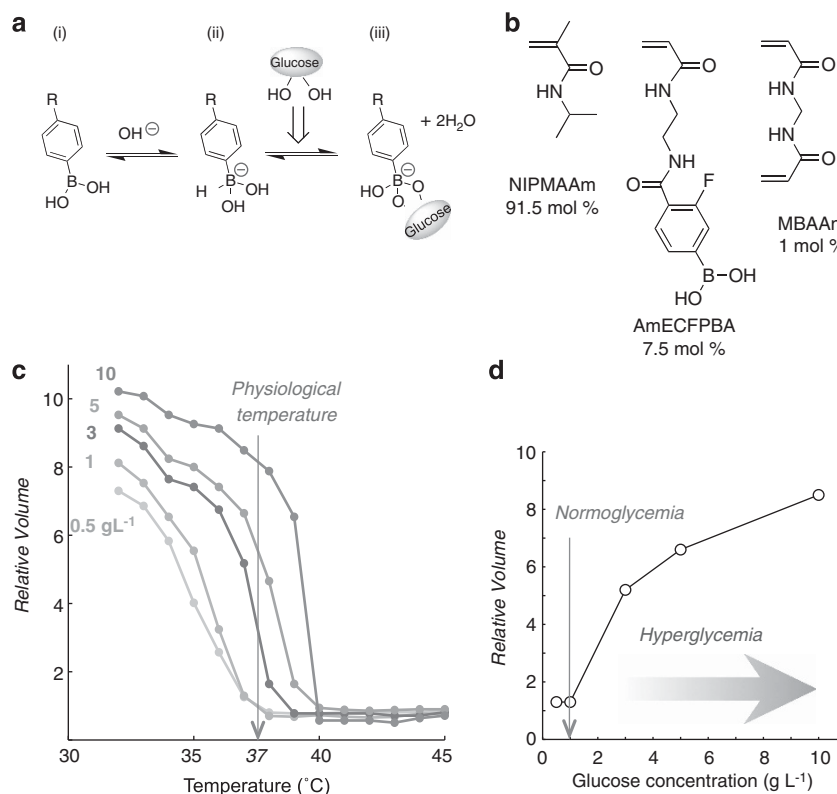 a
(i)
(ii)
(iii)
Glucose
HO
OH
R
R
R
OH⊖
+ 2H₂O
B
OH
HO
⊖
H
B
OH
OH
⊖
HO
B
O
O
Glucose
b
O
HN
NIPMAAm
91.5 mol %
O
HN
NH
O
F
B
OH
HO
AmECFPBA
7.5 mol %
O
HN
HN
O
MBAAm
1 mol %
c
10
5
3
1
0.5 gL⁻¹
Physiological
temperature
Relative Volume
10
8
6
4
2
30
35
37
40
45
Temperature (˚C)
d
10
8
6
4
2
0
Relative Volume
Normoglycemia
Hyperglycemia
0
2
4
6
8
10
Glucose concentration (g L⁻¹)